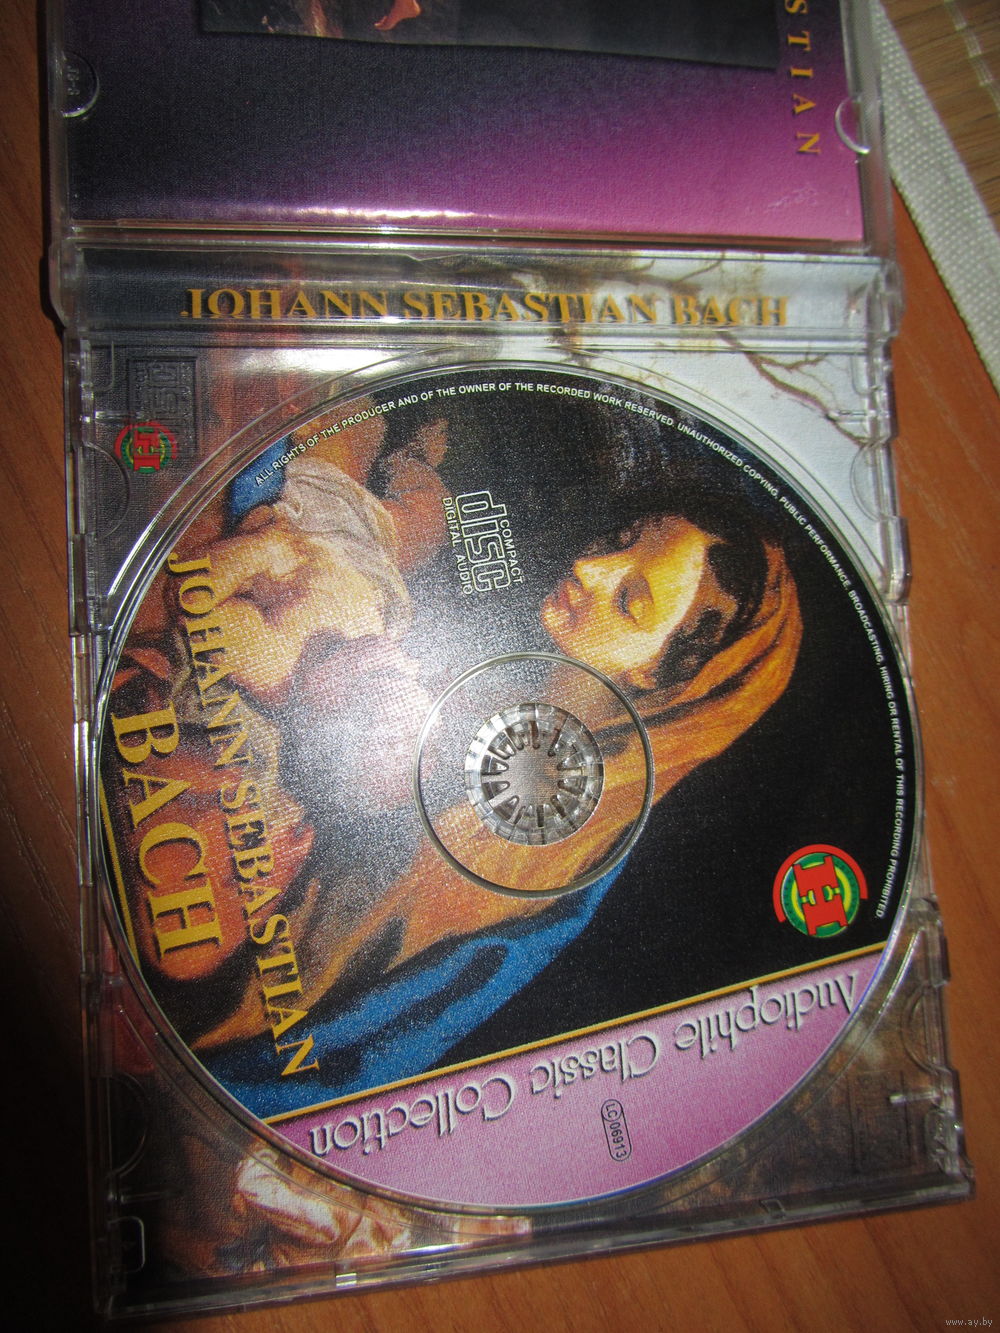 STIAN
JOHANN SEBASTIAN BACH
ALL RIGHTS OF THE PRODUCER AND OF THE OWNER OF THE RECORDED WORK RESERVED. UNAUTHORIZED COPYING, PUBLIC PERFORMANCE, BROADCASTING, HIRING OR RENTAL OF THIS RECORDING PROHIBITED.
COMPACT
disc
DIGITAL AUDIO
JOHANN SEBASTIAN
BACH
Audiophile Classic Collection
LC 06913
www.ay.by